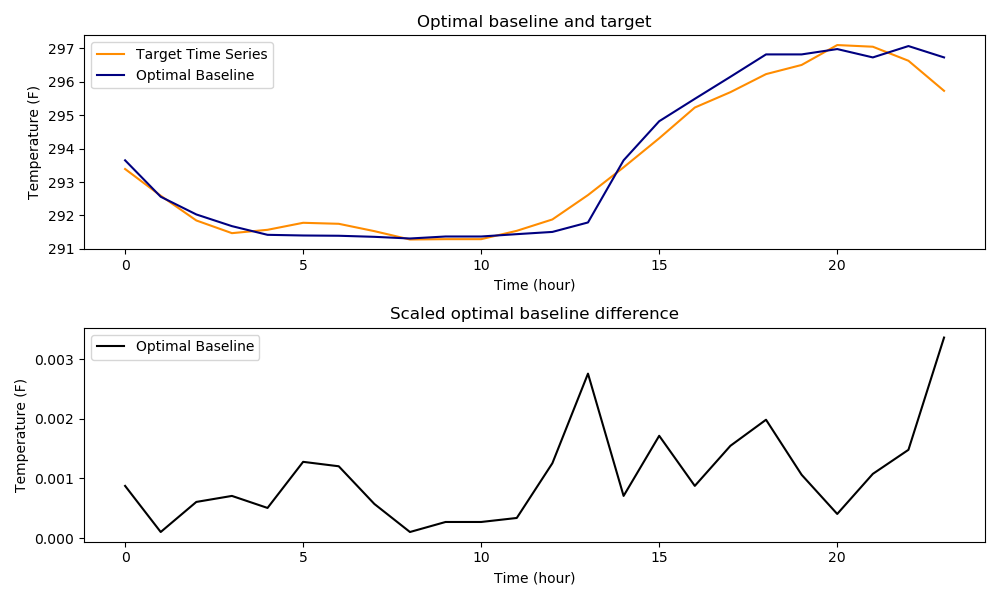 Optimal baseline and target
Target Time Series
Optimal Baseline
Temperature (F)
297
296
295
294
293
292
291
0 5 10 15 20
Time (hour)
Scaled optimal baseline difference
Optimal Baseline
Temperature (F)
0.003
0.002
0.001
0.000
0 5 10 15 20
Time (hour)